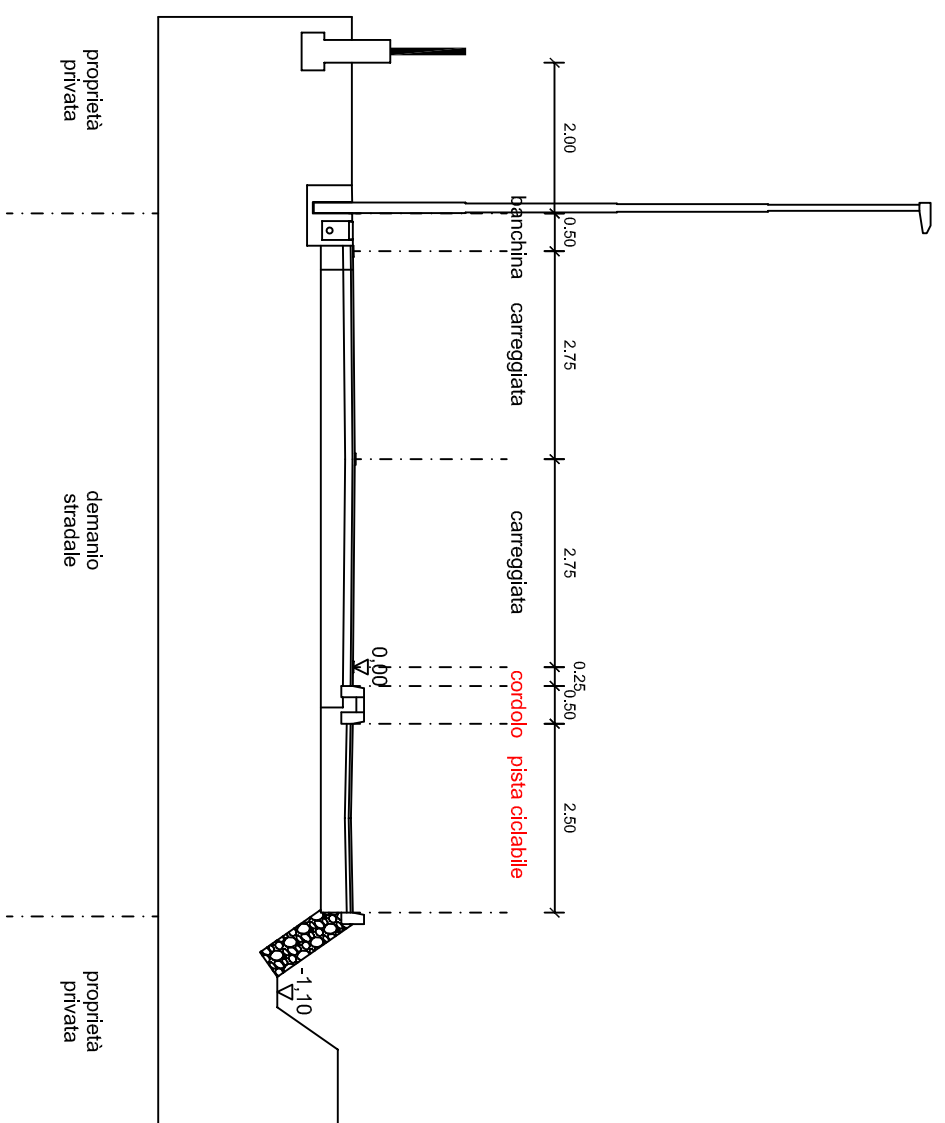 2.00
0.50
2.75
2.75
0.25
0.50
2.50
banchina
carreggiata
carreggiata
cordolo
pista ciclabile
0,00
-1,10
proprietà
privata
demanio
stradale
proprietà
privata